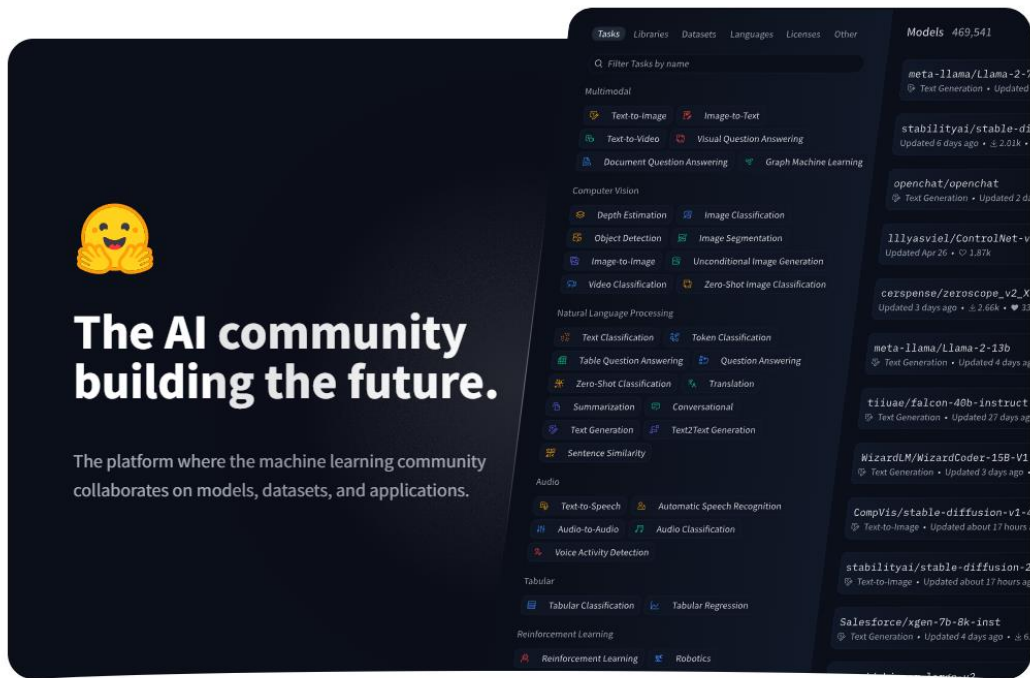 The AI community
building the future.
The platform where the machine learning community
collaborates on models, datasets, and applications.
Tasks Libraries Datasets Languages Licenses Other
Filter Tasks by name
Multimodal
Text-to-Image Image-to-Text
Text-to-Video Visual Question Answering
Document Question Answering Graph Machine Learning
Computer Vision
Depth Estimation Image Classification
Object Detection Image Segmentation
Image-to-Image Unconditional Image Generation
Video Classification Zero-Shot Image Classification
Natural Language Processing
Text Classification Token Classification
Table Question Answering Question Answering
Zero-Shot Classification Translation
Summarization Conversational
Text Generation Text2Text Generation
Sentence Similarity
Audio
Text-to-Speech Automatic Speech Recognition
Audio-to-Audio Audio Classification
Voice Activity Detection
Tabular
Tabular Classification Tabular Regression
Reinforcement Learning
Reinforcement Learning Robotics
Models 469,541
meta-llama/Llama-2-7
Text Generation • Updated
stabilityai/stable-di
Updated 6 days ago • 2.01k •
openchat/openchat
Text Generation • Updated 2 da
lllyasviel/ControlNet-v
Updated Apr 26 • ♡ 1.87k
cerspense/zeroscope_v2_X
Updated 3 days ago • 2.66k • ♥ 33
meta-llama/Llama-2-13b
Text Generation • Updated 4 days ag
tiiuae/falcon-40b-instruct
Text Generation • Updated 27 days ag
WizardLM/WizardCoder-15B-V1
Text Generation • Updated 3 days ago •
CompVis/stable-diffusion-v1-4
Text-to-Image • Updated about 17 hours
stabilityai/stable-diffusion-2
Text-to-Image • Updated about 17 hours ag
Salesforce/xgen-7b-8k-inst
Text Generation • Updated 4 days ago • 6